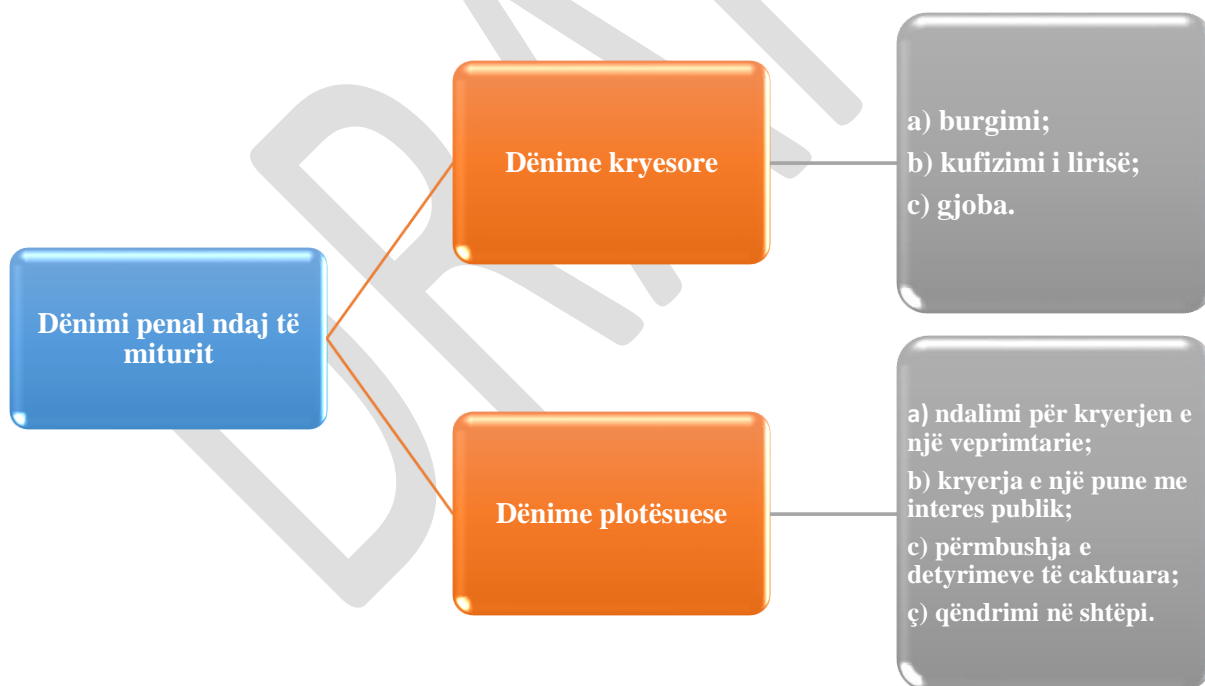 Dënimi penal ndaj të
miturit
Dënime kryesore
a) burgimi;
b) kufizimi i lirisë;
c) gjoba.
Dënime plotësuese
a) ndalimi për kryerjen e
një veprimtarie;
b) kryerja e një pune me
interes publik;
c) përmbushja e
detyrimeve të caktuara;
ç) qëndrimi në shtëpi.